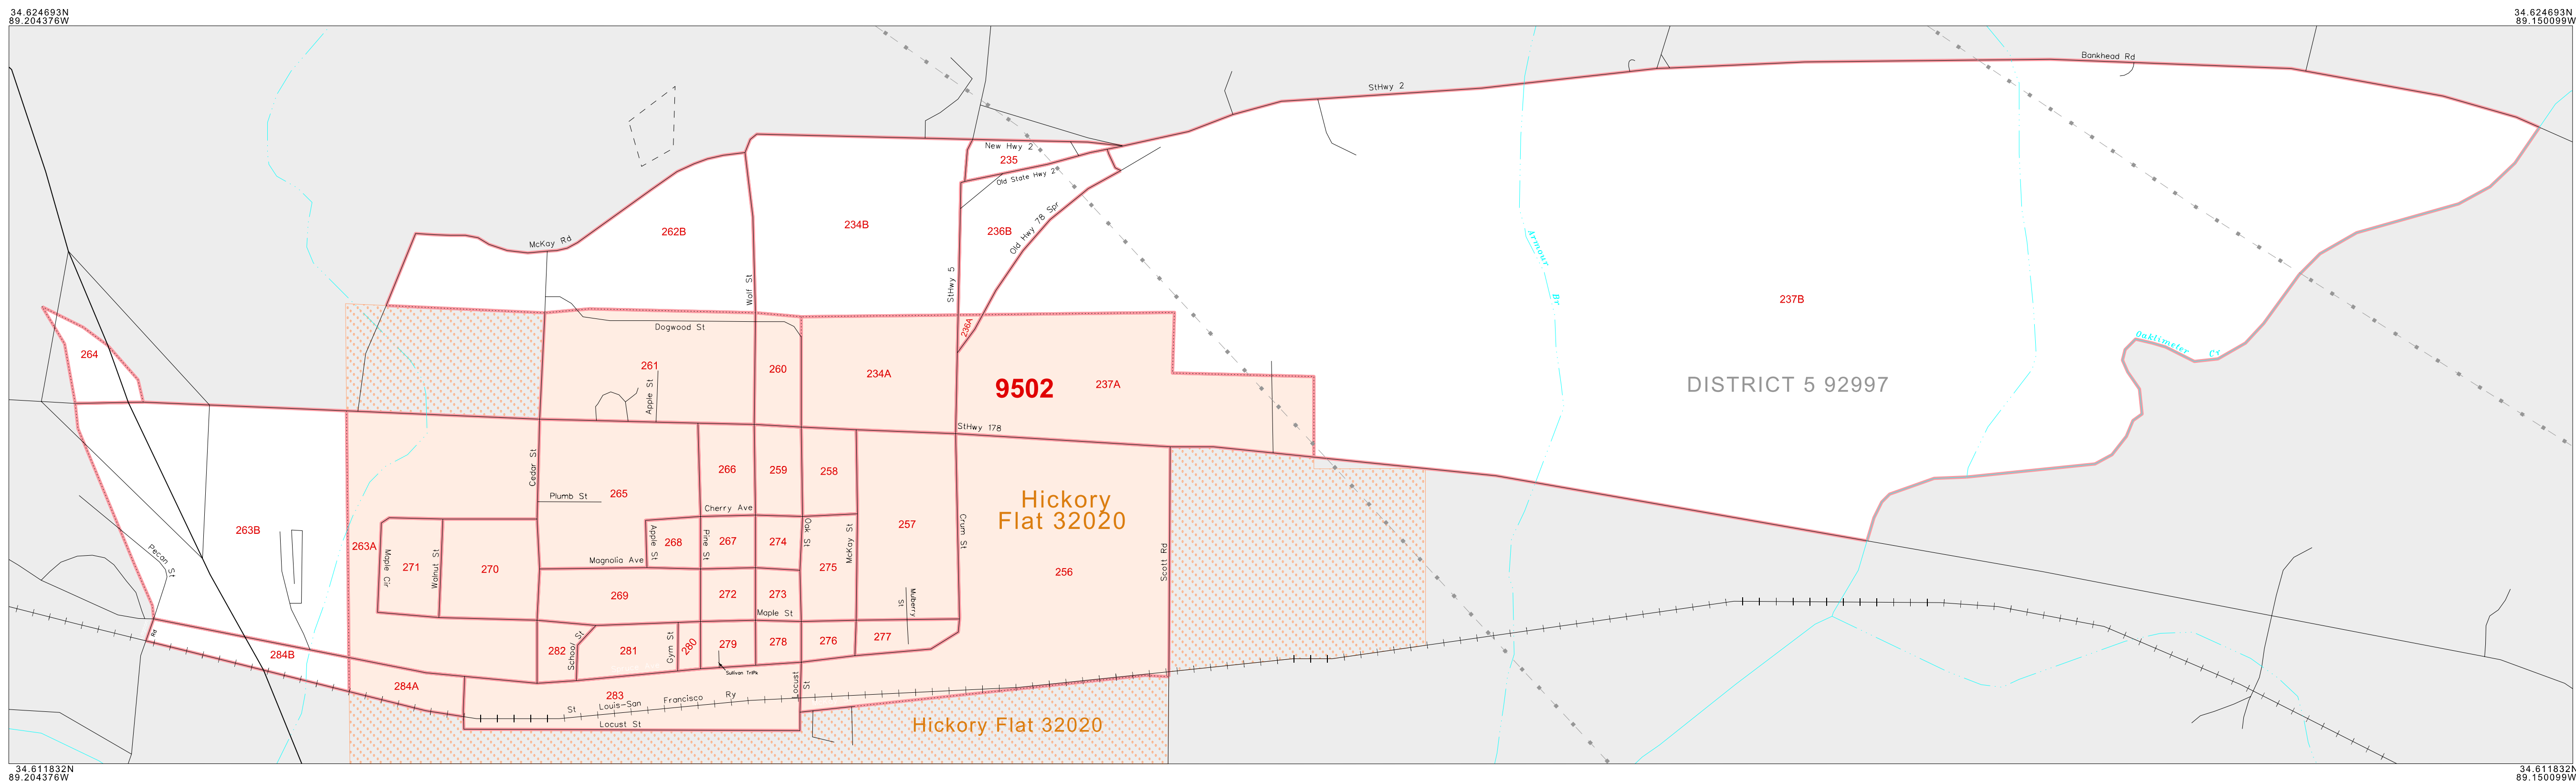 34.624693N
89.204376W
34.624693N
89.150099W
Bankhead Rd
StHwy 2
New Hwy 2
235
Old State Hwy 2
McKay Rd
262B
234B
236B
Old Hwy 78 Spr
Wolf St
StHwy 5
Armour Br
237B
Dogwood St
236A
Oaklimeter Ck
264
261
260
234A
9502
237A
DISTRICT 5 92997
Apple St
StHwy 178
Cedar St
266
259
258
265
Plumb St
Cherry Ave
Hickory
Flat 32020
257
263B
263A
Pecan St
Maple Cir
271
Walnut St
270
Magnolia Ave
Apple St
268
Pine St
267
274
Oak St
275
McKay St
Crum St
256
Scott Rd
269
272
273
Maple St
Mulberry
St
Rd
284B
282
School St
281
Gym St
280
279
278
276
277
Sullivan Trlr Pk
284A
283
Locust
St
St Louis-San Francisco Ry
Locust St
Hickory Flat 32020
34.611832N
89.204376W
34.611832N
89.150099W